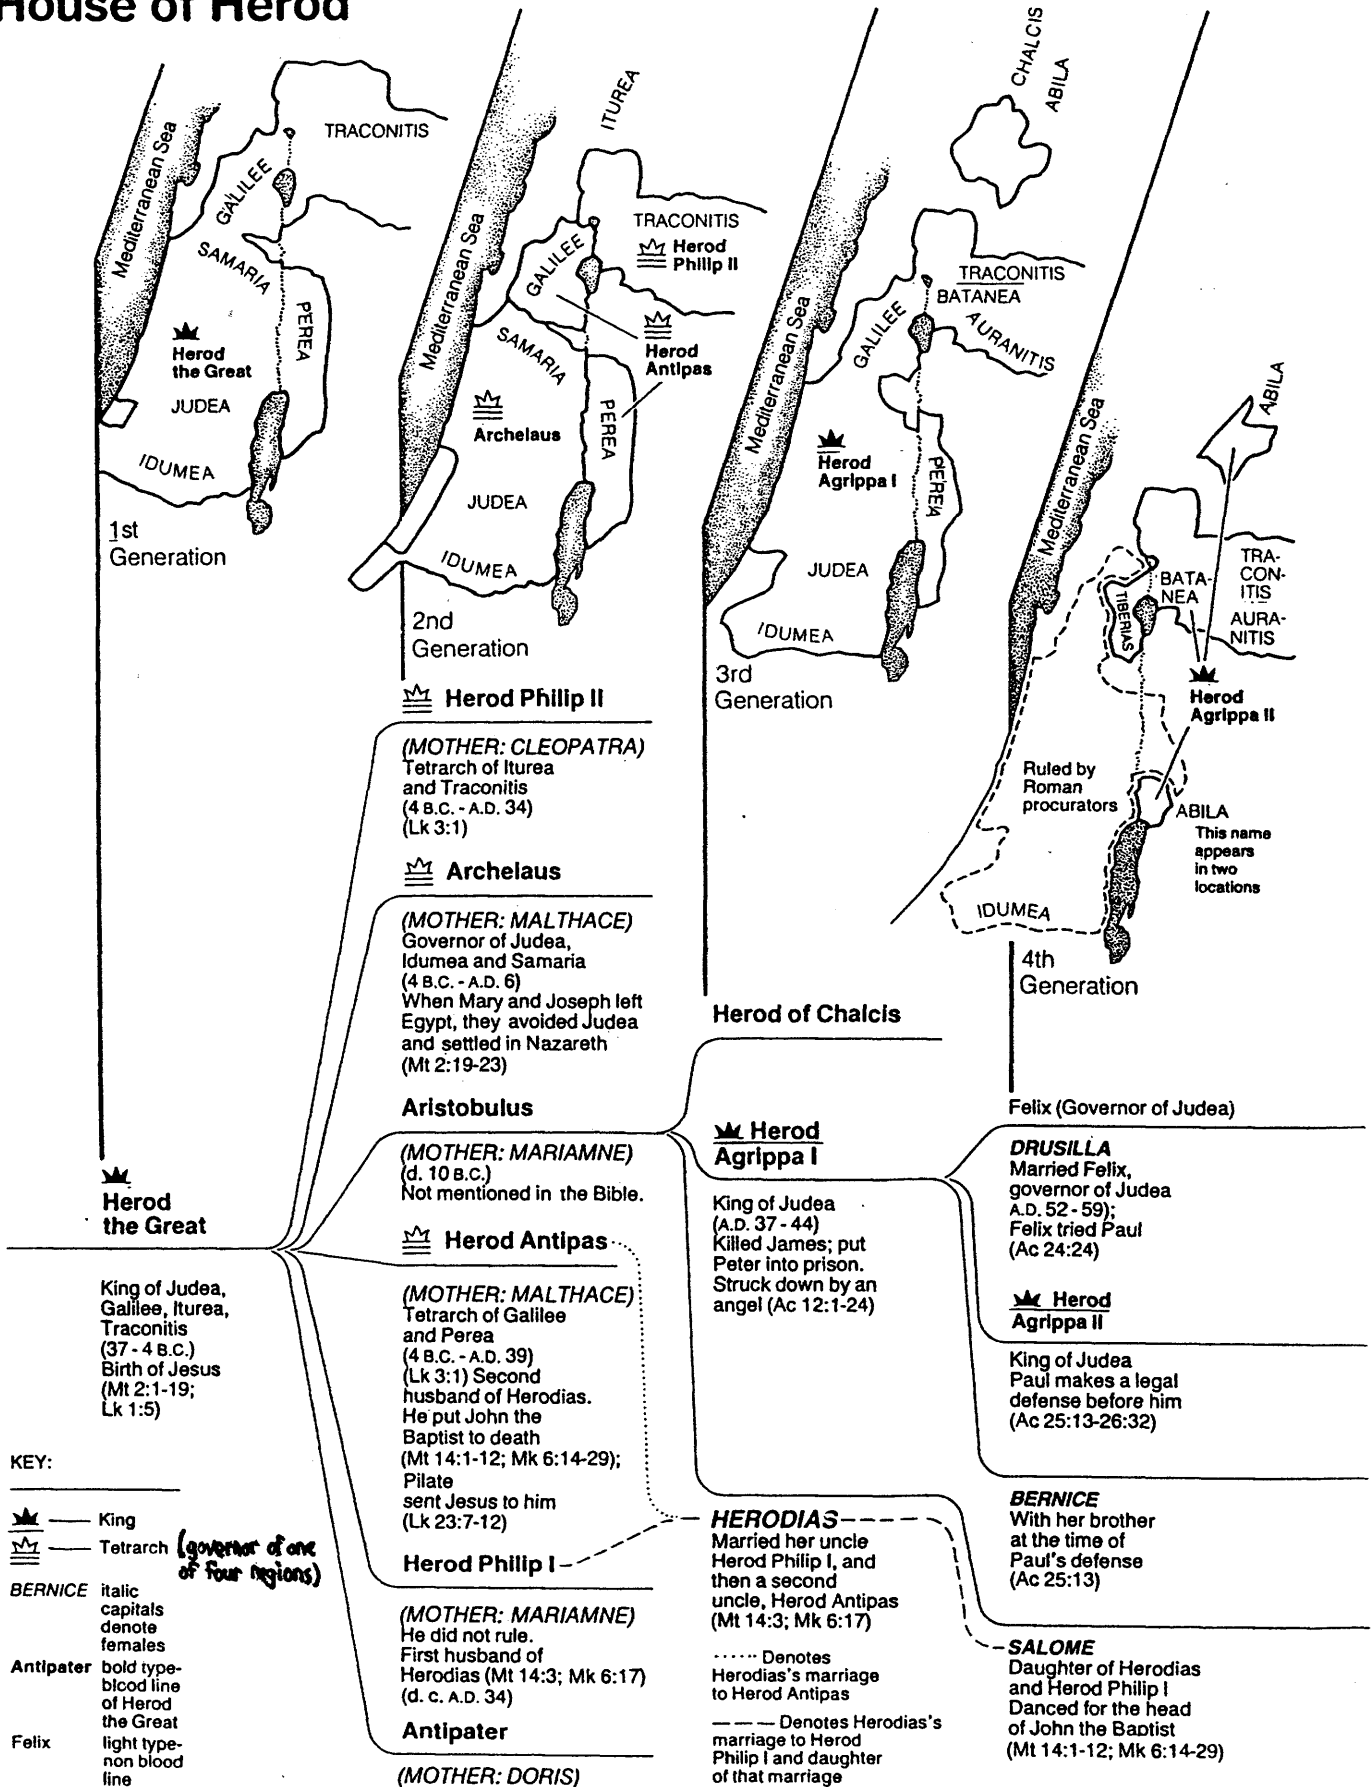 House of Herod
Mediterranean Sea
TRACONITIS
GALILEE
SAMARIA
PEREA
Herod
the Great
JUDEA
IDUMEA
1st
Generation
Mediterranean Sea
ITUREA
TRACONITIS
Herod
Philip II
GALILEE
SAMARIA
Herod
Antipas
Archelaus
PEREA
JUDEA
IDUMEA
2nd
Generation
Mediterranean Sea
CHALCIS
ABILA
TRACONITIS
BATANEA
AURANITIS
GALILEE
Herod
Agrippa I
PEREA
JUDEA
IDUMEA
3rd
Generation
Mediterranean Sea
ABILA
TRA-
CON-
ITIS
BATA-
NEA
AURA-
NITIS
TIBERIAS
Herod
Agrippa II
Ruled by
Roman
procurators
ABILA
This name
appears
in two
locations
IDUMEA
4th
Generation
Herod
the Great
King of Judea,
Galilee, Iturea,
Traconitis
(37 - 4 B.C.)
Birth of Jesus
(Mt 2:1-19;
Lk 1:5)
KEY:
King
Tetrarch (governor of one
of four regions)
BERNICE italic
capitals
denote
females
Antipater bold type-
blood line
of Herod
the Great
Felix light type-
non blood
line
Herod Philip II
(MOTHER: CLEOPATRA)
Tetrarch of Iturea
and Traconitis
(4 B.C. - A.D. 34)
(Lk 3:1)
Archelaus
(MOTHER: MALTHACE)
Governor of Judea,
Idumea and Samaria
(4 B.C. - A.D. 6)
When Mary and Joseph left
Egypt, they avoided Judea
and settled in Nazareth
(Mt 2:19-23)
Aristobulus
(MOTHER: MARIAMNE)
(d. 10 B.C.)
Not mentioned in the Bible.
Herod Antipas
(MOTHER: MALTHACE)
Tetrarch of Galilee
and Perea
(4 B.C. - A.D. 39)
(Lk 3:1) Second
husband of Herodias.
He put John the
Baptist to death
(Mt 14:1-12; Mk 6:14-29);
Pilate
sent Jesus to him
(Lk 23:7-12)
Herod Philip I
(MOTHER: MARIAMNE)
He did not rule.
First husband of
Herodias (Mt 14:3; Mk 6:17)
(d. c. A.D. 34)
Antipater
(MOTHER: DORIS)
Herod of Chalcis
Herod
Agrippa I
King of Judea
(A.D. 37 - 44)
Killed James; put
Peter into prison.
Struck down by an
angel (Ac 12:1-24)
HERODIAS
Married her uncle
Herod Philip I, and
then a second
uncle, Herod Antipas
(Mt 14:3; Mk 6:17)
...... Denotes
Herodias's marriage
to Herod Antipas
— — — Denotes Herodias's
marriage to Herod
Philip I and daughter
of that marriage
Felix (Governor of Judea)
DRUSILLA
Married Felix,
governor of Judea
A.D. 52 - 59);
Felix tried Paul
(Ac 24:24)
Herod
Agrippa II
King of Judea
Paul makes a legal
defense before him
(Ac 25:13-26:32)
BERNICE
With her brother
at the time of
Paul's defense
(Ac 25:13)
SALOME
Daughter of Herodias
and Herod Philip I
Danced for the head
of John the Baptist
(Mt 14:1-12; Mk 6:14-29)